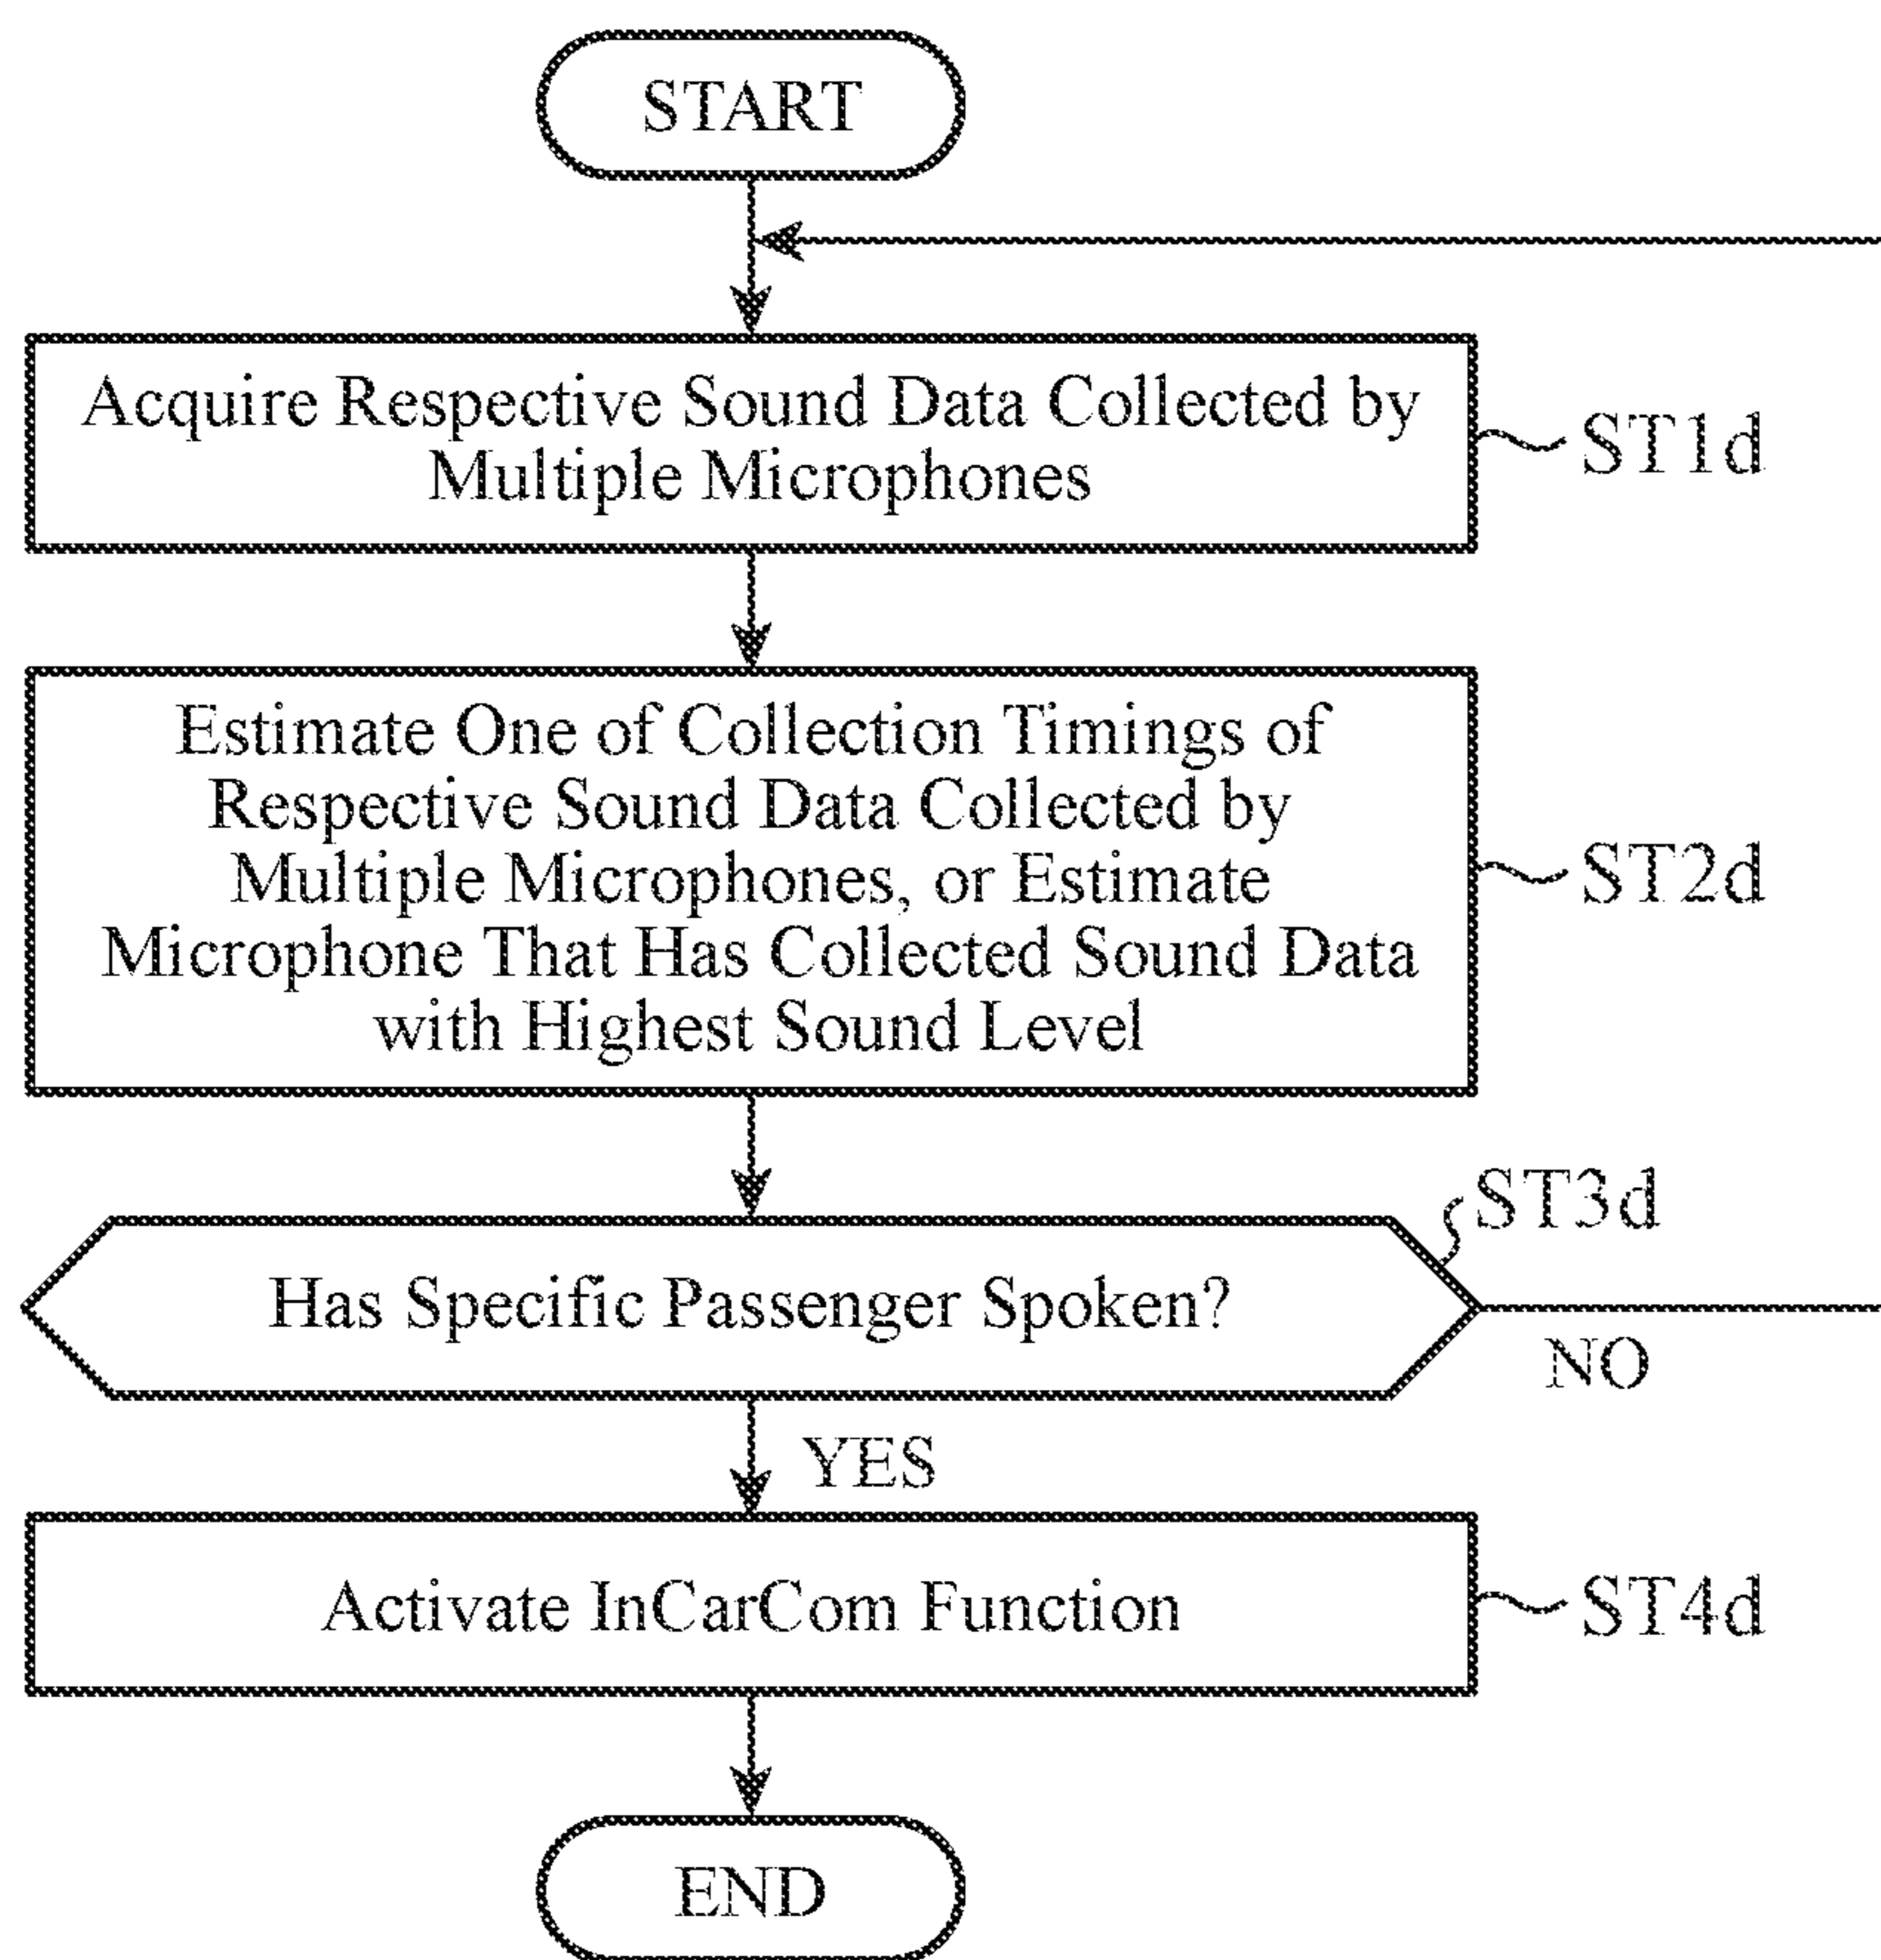 START
Acquire Respective Sound Data Collected by
Multiple Microphones
ST1d
Estimate One of Collection Timings of
Respective Sound Data Collected by
Multiple Microphones, or Estimate
Microphone That Has Collected Sound Data
with Highest Sound Level
ST2d
ST3d
Has Specific Passenger Spoken?
NO
YES
Activate InCarCom Function
ST4d
END